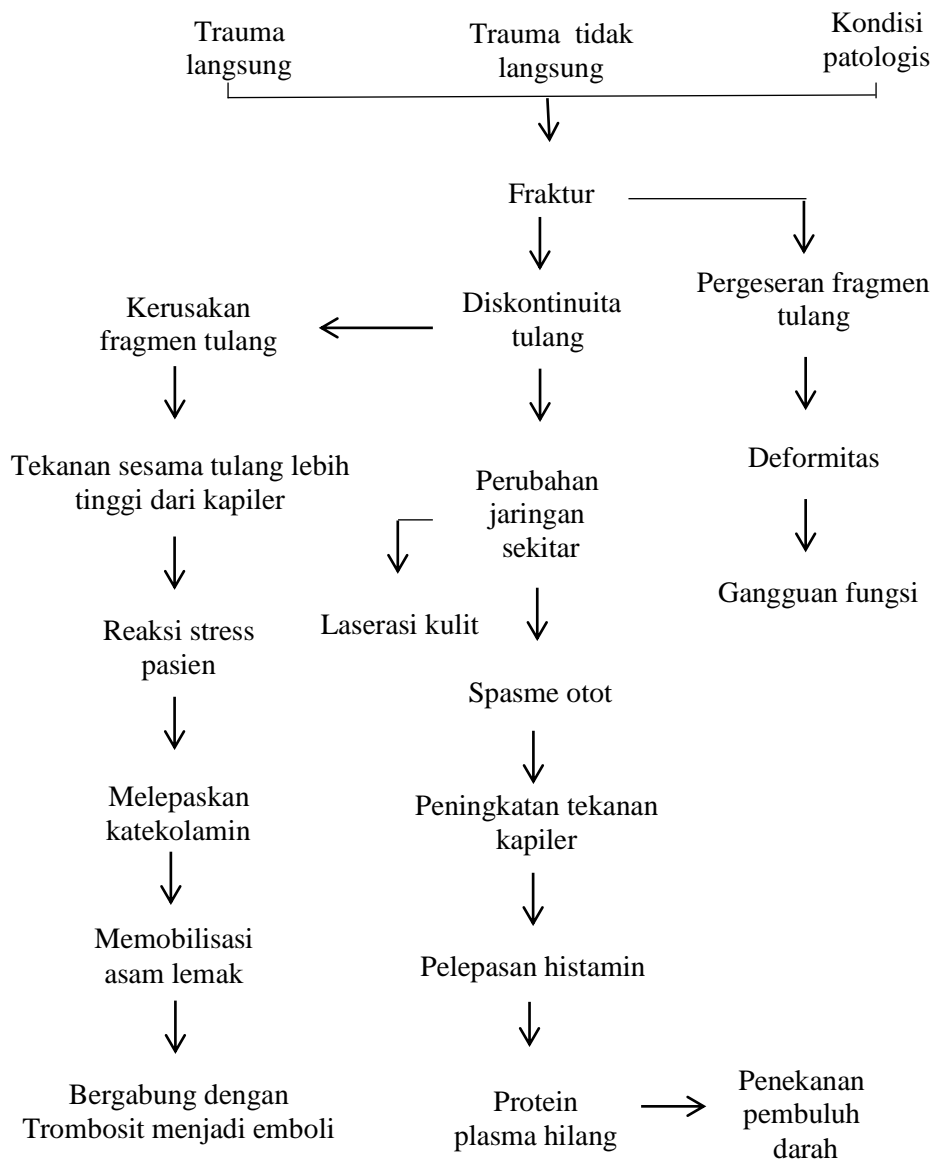 Trauma
langsung
Trauma tidak
langsung
Kondisi
patologis
Fraktur
Kerusakan
fragmen tulang
Diskontinuita
tulang
Pergeseran fragmen
tulang
Tekanan sesama tulang lebih
tinggi dari kapiler
Perubahan
jaringan
sekitar
Deformitas
Laserasi kulit
Gangguan fungsi
Reaksi stress
pasien
Spasme otot
Melepaskan
katekolamin
Peningkatan tekanan
kapiler
Memobilisasi
asam lemak
Pelepasan histamin
Bergabung dengan
Trombosit menjadi emboli
Protein
plasma hilang
Penekanan
pembuluh
darah